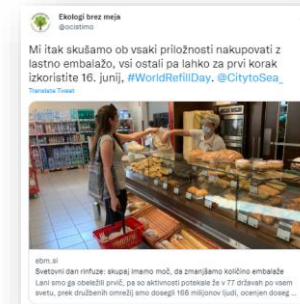 Ekologi brez meja
@ocistimo
Mi itak skušamo ob vsaki priložnosti nakupovati z
lastno embalažo, vsi ostali pa lahko za prvi korak
izkoristite 16. junij, #WorldRefillDay. @CitytoSea_
Translate Tweet
ebm.si
Svetovni dan rinfuze: skupaj imamo moč, da zmanjšamo količino embalaže
Lani smo ga obeležili prvič, pa so aktivnosti potekale že v 77 državah po vsem
svetu, prek družbenih omrežij smo dosegli 166 milijonov ljudi, ocenjen doseg ...